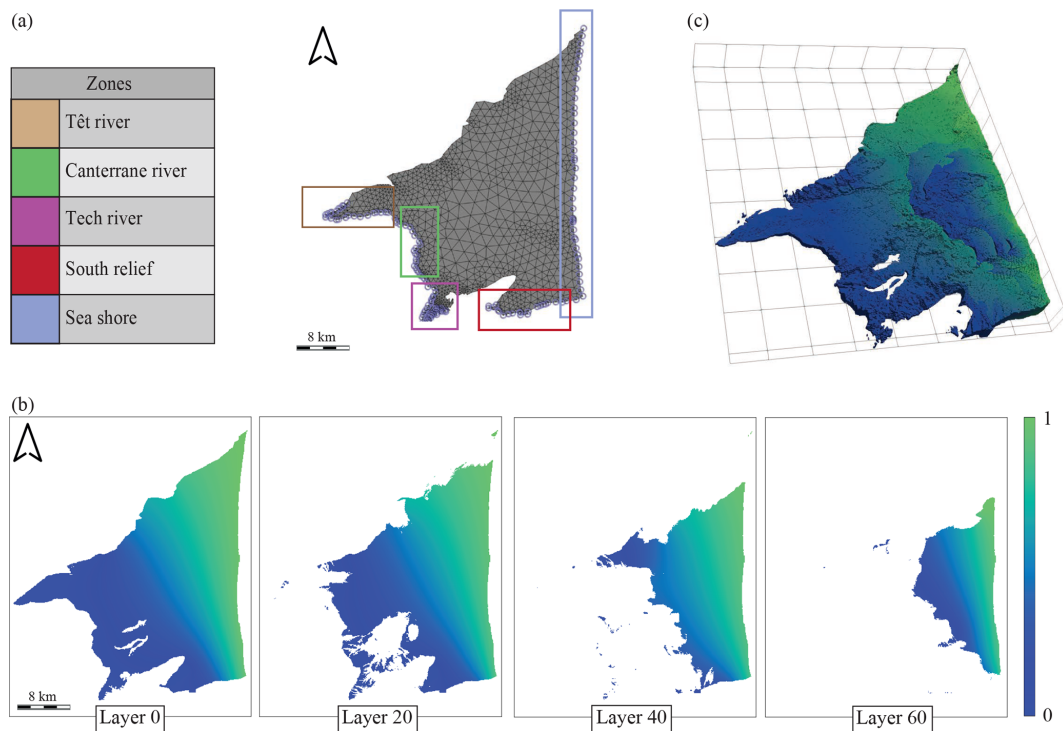 (a)
(c)
Zones
Têt river
Canterrane river
Tech river
South relief
Sea shore
8 km
(b)
1
0
8 km
Layer 0
Layer 20
Layer 40
Layer 60